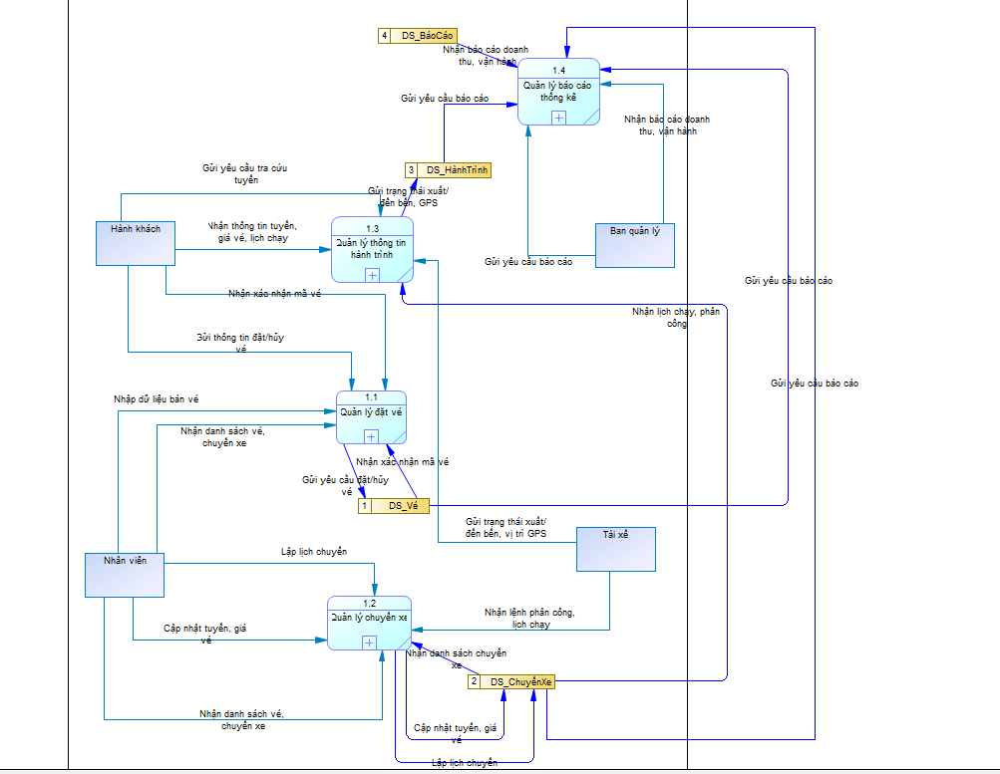 4 DS_BáoCáo
Nhận báo cáo doanh
thu, vận hành
1.4
Quản lý báo cáo
thống kê
Gửi yêu cầu báo cáo
Nhận báo cáo doanh
thu, vận hành
3 DS_HànhTrình
Gửi yêu cầu tra cứu
tuyến
Gửi trạng thái xuất/
đến bến, GPS
Hành khách
Nhận thông tin tuyến,
giá vé, lịch chạy
1.3
Quản lý thông tin
hành trình
Ban quản lý
Gửi yêu cầu báo cáo
Gửi yêu cầu báo cáo
Nhận xáo nhận mã vé
Nhận lịch chạy, phân
công
Gửi thông tin đặt/hủy
vé
Gửi yêu cầu báo cáo
Nhập dữ liệu bán vé
1.1
Quản lý đặt vé
Nhận danh sách vé,
chuyến xe
Nhận xác nhận mã vé
Gửi yêu cầu đặt/hủy
vé
1 DS_Vé
Gửi trạng thái xuất/
đến bến, vị trí GPS
Tài xế
Nhân viên
Lập lịch chuyến
1.2
Quản lý chuyến xe
Nhận lệnh phân công,
lịch chạy
Cập nhật tuyến, giá
vé
Nhận danh sách chuyến
xe
2 DS_ChuyếnXe
Nhận danh sách vé,
chuyến xe
Cập nhật tuyến, giá
vé
Lập lịch chuyến